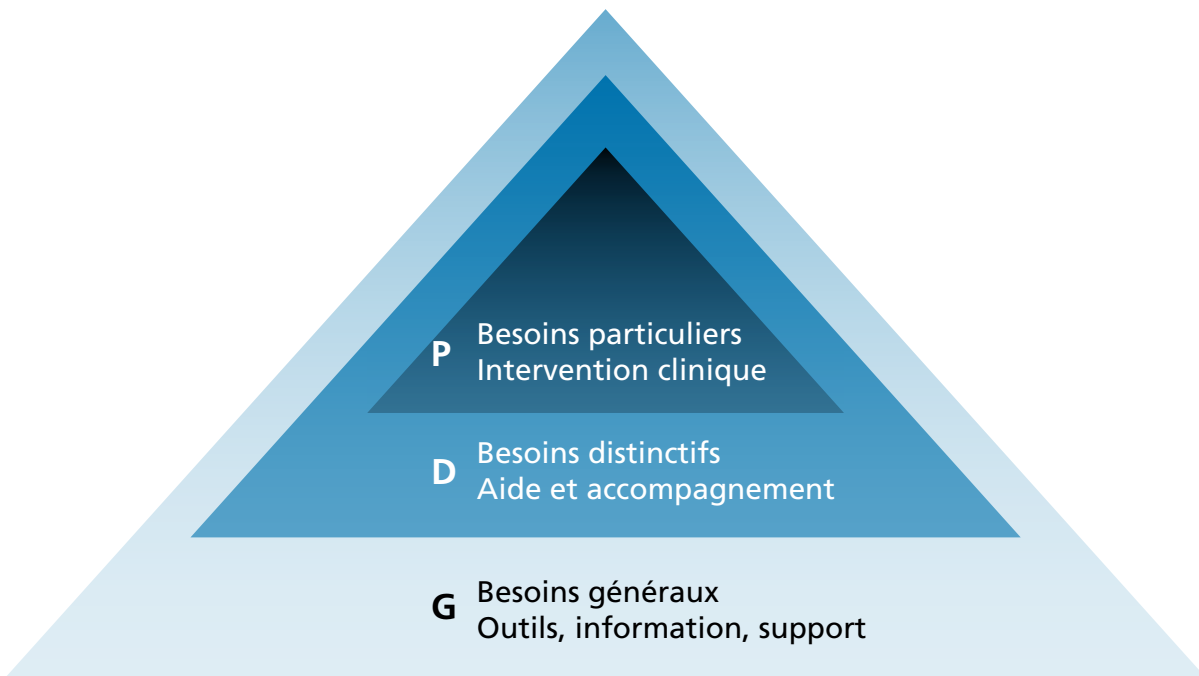 P Besoins particuliers
Intervention clinique
D Besoins distinctifs
Aide et accompagnement
G Besoins généraux
Outils, information, support